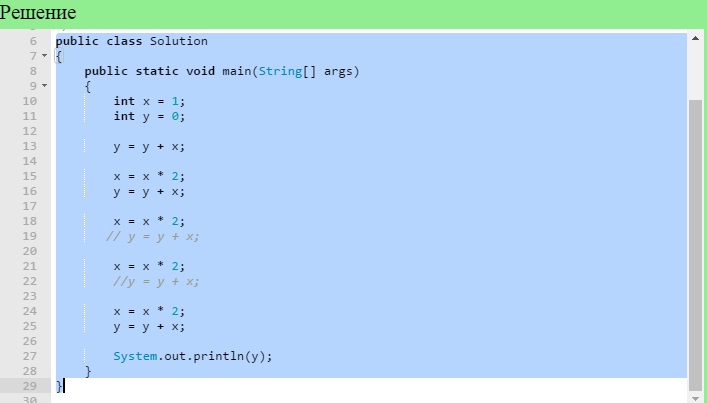 Решение
6 public class Solution
7 {
8 public static void main(String[] args)
9 {
10 int x = 1;
11 int y = 0;
12
13 y = y + x;
14
15 x = x * 2;
16 y = y + x;
17
18 x = x * 2;
19 // y = y + x;
20
21 x = x * 2;
22 //y = y + x;
23
24 x = x * 2;
25 y = y + x;
26
27 System.out.println(y);
28 }
29 }
30